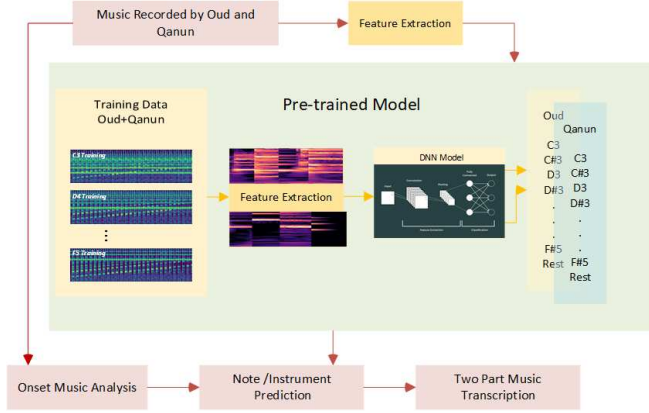 Music Recorded by Oud and
Qanun
Feature Extraction
Pre-trained Model
Training Data
Oud+Qanun
C3 Training
D4 Training
F5 Training
Feature Extraction
DNN Model
Oud
C3
C#3
D3
D#3
.
.
.
F#5
Rest
Qanun
C3
C#3
D3
D#3
.
.
.
F#5
Rest
Onset Music Analysis
Note /Instrument
Prediction
Two Part Music
Transcription